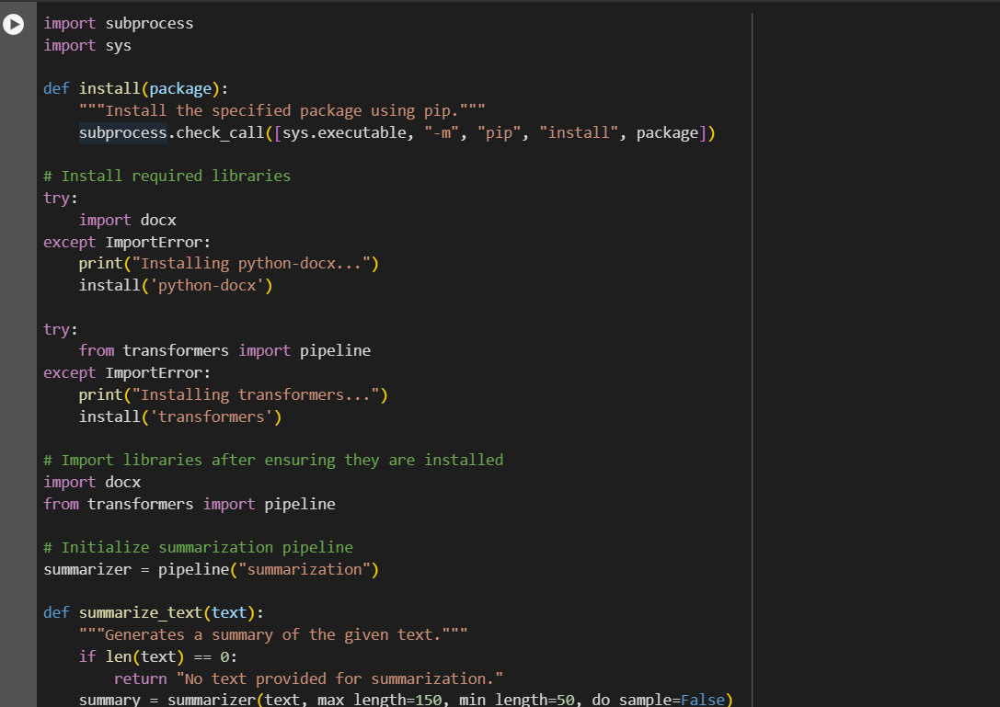 import subprocess
import sys
def install(package):
"""Install the specified package using pip."""
subprocess.check_call([sys.executable, "-m", "pip", "install", package])
# Install required libraries
try:
import docx
except ImportError:
print("Installing python-docx...")
install('python-docx')
try:
from transformers import pipeline
except ImportError:
print("Installing transformers...")
install('transformers')
# Import libraries after ensuring they are installed
import docx
from transformers import pipeline
# Initialize summarization pipeline
summarizer = pipeline("summarization")
def summarize_text(text):
"""Generates a summary of the given text."""
if len(text) == 0:
return "No text provided for summarization."
summary = summarizer(text, max_length=150, min_length=50, do_sample=False)